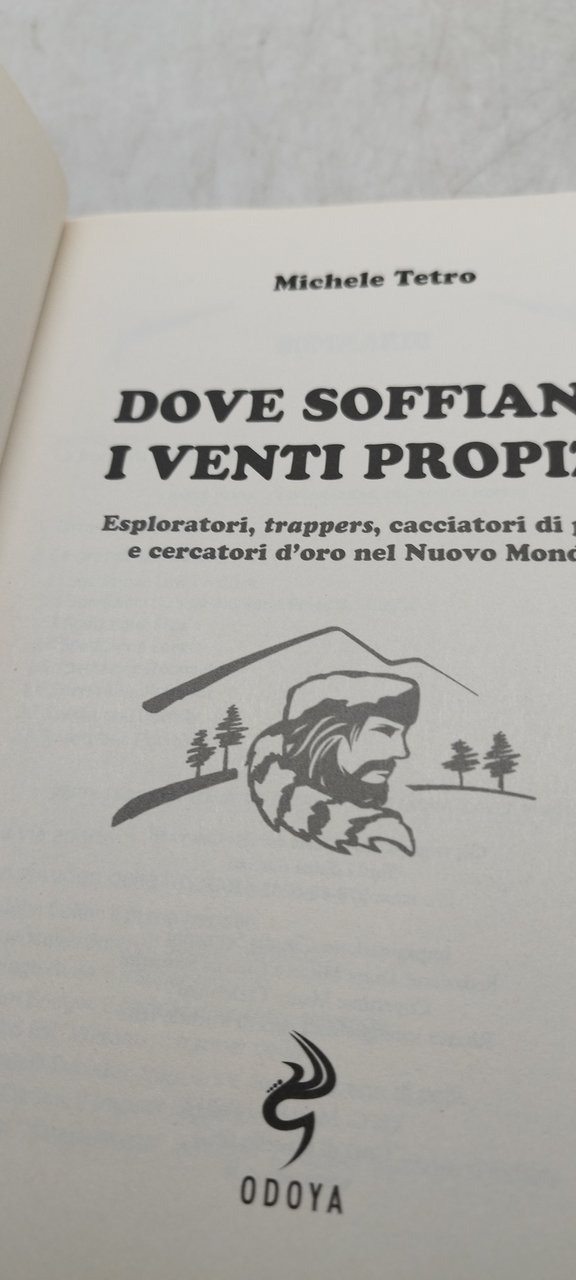 Michele Tetro
DOVE SOFFIAN
I VENTI PROPIZ
Esploratori, trappers, cacciatori di p
e cercatori d'oro nel Nuovo Mond
ODOYA